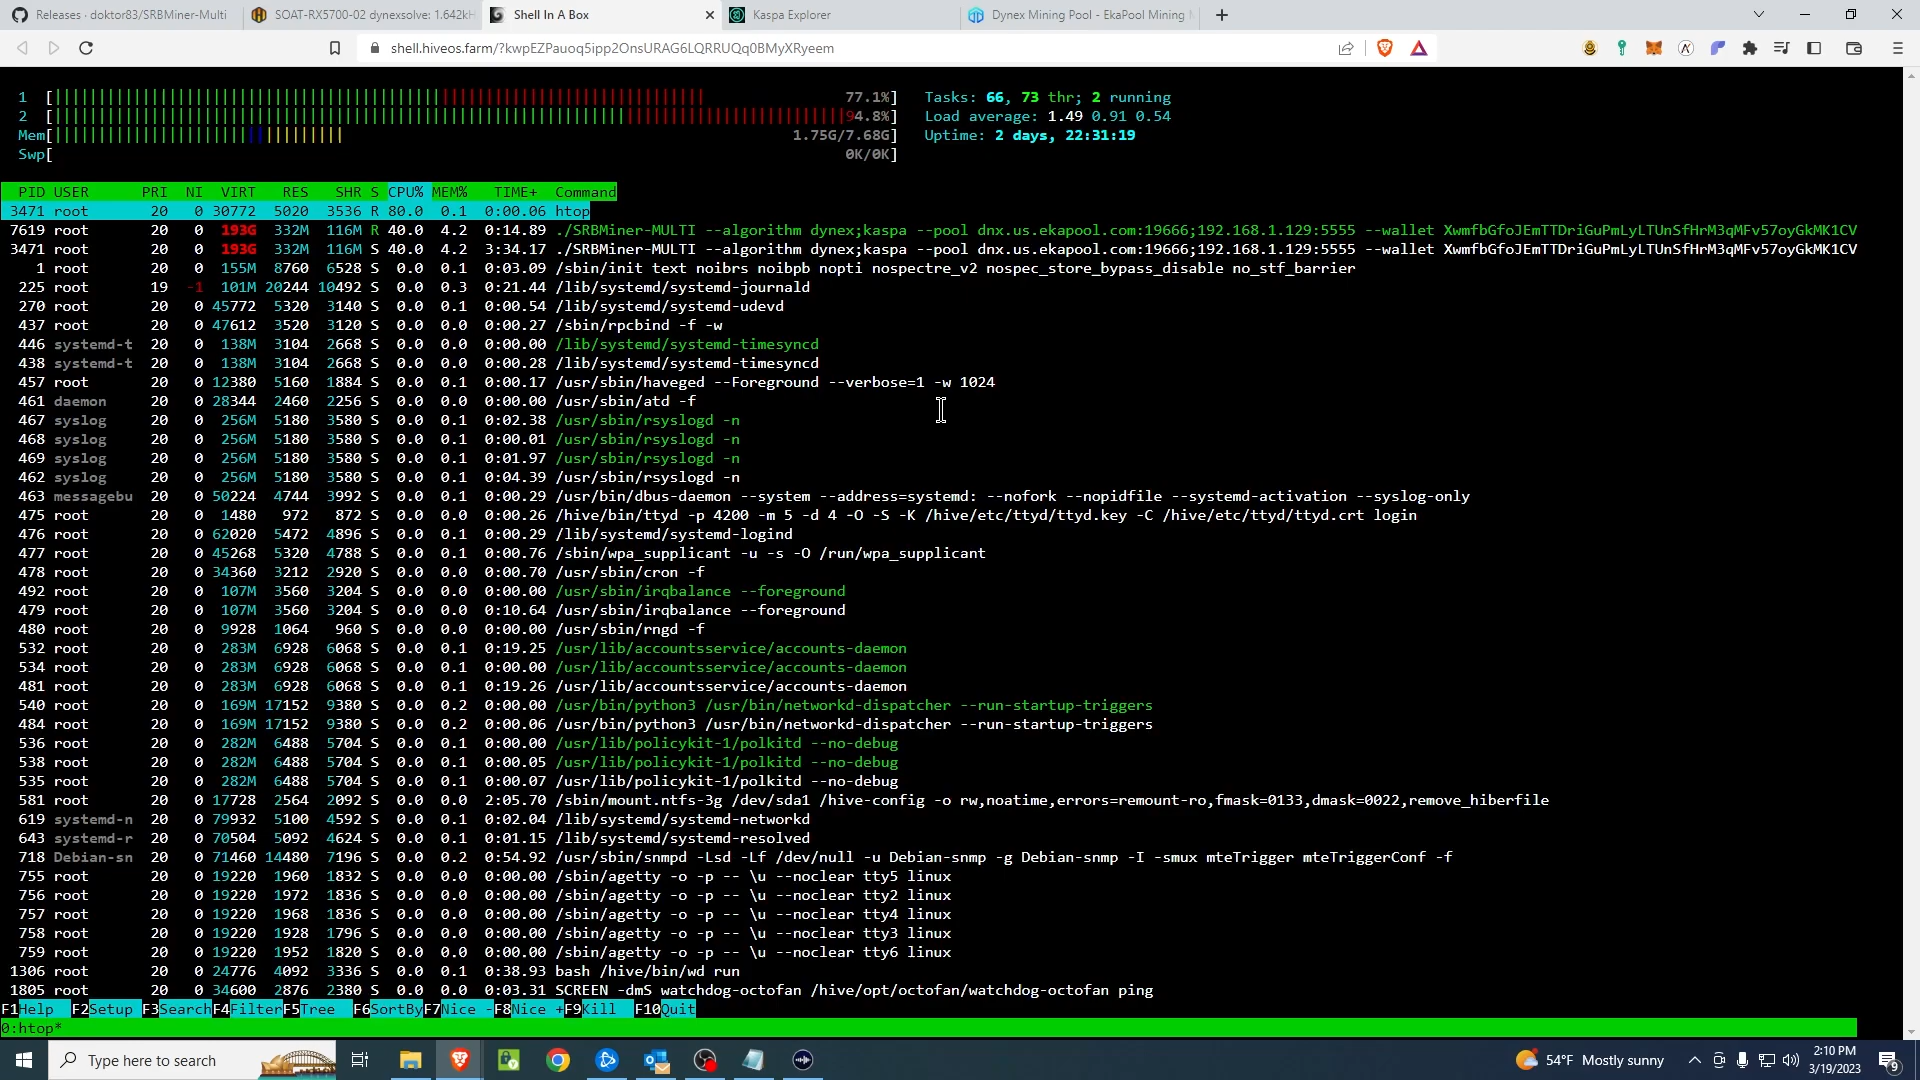 Releases · doktor83/SRBMiner-Multi
SOAT-RX5700-02 dynexsolve: 1.642kH
Shell In A Box
Kaspa Explorer
Dynex Mining Pool - EkaPool Mining
shell.hiveos.farm/?kwpEZPauoq5ipp2OnsURAG6LQRRUQq0BMyXRyeem
1 [ 77.1%] Tasks: 66, 73 thr; 2 running
2 [ 94.8%] Load average: 1.49 0.91 0.54
Mem[ 1.75G/7.68G] Uptime: 2 days, 22:31:19
Swp[ 0K/0K]
PID USER PRI NI VIRT RES SHR S CPU% MEM% TIME+ Command
3471 root 20 0 30772 5020 3536 R 80.0 0.1 0:00.06 htop
7619 root 20 0 193G 332M 116M R 40.0 4.2 0:14.89 ./SRBMiner-MULTI --algorithm dynex;kaspa --pool dnx.us.ekapool.com:19666;192.168.1.129:5555 --wallet XwmfbGfoJEmTTDriGuPmLyLTUnSfHrM3qMFv57oyGkMK1CV
3471 root 20 0 193G 332M 116M S 40.0 4.2 3:34.17 ./SRBMiner-MULTI --algorithm dynex;kaspa --pool dnx.us.ekapool.com:19666;192.168.1.129:5555 --wallet XwmfbGfoJEmTTDriGuPmLyLTUnSfHrM3qMFv57oyGkMK1CV
1 root 20 0 155M 8760 6528 S 0.0 0.1 0:03.09 /sbin/init text noibrs noibpb nopti nospectre_v2 nospec_store_bypass_disable no_stf_barrier
225 root 19 -1 101M 20244 10492 S 0.0 0.3 0:21.44 /lib/systemd/systemd-journald
270 root 20 0 45772 5320 3140 S 0.0 0.1 0:00.54 /lib/systemd/systemd-udevd
437 root 20 0 47612 3520 3120 S 0.0 0.0 0:00.27 /sbin/rpcbind -f -w
446 systemd-t 20 0 138M 3104 2668 S 0.0 0.0 0:00.00 /lib/systemd/systemd-timesyncd
438 systemd-t 20 0 138M 3104 2668 S 0.0 0.0 0:00.28 /lib/systemd/systemd-timesyncd
457 root 20 0 12380 5160 1884 S 0.0 0.1 0:00.17 /usr/sbin/haveged --Foreground --verbose=1 -w 1024
461 daemon 20 0 28344 2460 2256 S 0.0 0.0 0:00.00 /usr/sbin/atd -f
467 syslog 20 0 256M 5180 3580 S 0.0 0.1 0:02.38 /usr/sbin/rsyslogd -n
468 syslog 20 0 256M 5180 3580 S 0.0 0.1 0:00.01 /usr/sbin/rsyslogd -n
469 syslog 20 0 256M 5180 3580 S 0.0 0.1 0:01.97 /usr/sbin/rsyslogd -n
462 syslog 20 0 256M 5180 3580 S 0.0 0.1 0:04.39 /usr/sbin/rsyslogd -n
463 messagebu 20 0 50224 4744 3992 S 0.0 0.1 0:00.29 /usr/bin/dbus-daemon --system --address=systemd: --nofork --nopidfile --systemd-activation --syslog-only
475 root 20 0 1480 972 872 S 0.0 0.0 0:00.26 /hive/bin/ttyd -p 4200 -m 5 -d 4 -O -S -K /hive/etc/ttyd/ttyd.key -C /hive/etc/ttyd/ttyd.crt login
476 root 20 0 62020 5472 4896 S 0.0 0.1 0:00.29 /lib/systemd/systemd-logind
477 root 20 0 45268 5320 4788 S 0.0 0.1 0:00.76 /sbin/wpa_supplicant -u -s -O /run/wpa_supplicant
478 root 20 0 34360 3212 2920 S 0.0 0.0 0:00.70 /usr/sbin/cron -f
492 root 20 0 107M 3560 3204 S 0.0 0.0 0:00.00 /usr/sbin/irqbalance --foreground
479 root 20 0 107M 3560 3204 S 0.0 0.0 0:10.64 /usr/sbin/irqbalance --foreground
480 root 20 0 9928 1064 960 S 0.0 0.0 0:00.00 /usr/sbin/rngd -f
532 root 20 0 283M 6928 6068 S 0.0 0.1 0:19.25 /usr/lib/accountsservice/accounts-daemon
534 root 20 0 283M 6928 6068 S 0.0 0.1 0:00.00 /usr/lib/accountsservice/accounts-daemon
481 root 20 0 283M 6928 6068 S 0.0 0.1 0:19.26 /usr/lib/accountsservice/accounts-daemon
540 root 20 0 169M 17152 9380 S 0.0 0.2 0:00.00 /usr/bin/python3 /usr/bin/networkd-dispatcher --run-startup-triggers
484 root 20 0 169M 17152 9380 S 0.0 0.2 0:00.06 /usr/bin/python3 /usr/bin/networkd-dispatcher --run-startup-triggers
536 root 20 0 282M 6488 5704 S 0.0 0.1 0:00.00 /usr/lib/policykit-1/polkitd --no-debug
538 root 20 0 282M 6488 5704 S 0.0 0.1 0:00.05 /usr/lib/policykit-1/polkitd --no-debug
535 root 20 0 282M 6488 5704 S 0.0 0.1 0:00.07 /usr/lib/policykit-1/polkitd --no-debug
581 root 20 0 17728 2564 2092 S 0.0 0.0 2:05.70 /sbin/mount.ntfs-3g /dev/sda1 /hive-config -o rw,noatime,errors=remount-ro,fmask=0133,dmask=0022,remove_hiberfile
619 systemd-n 20 0 79932 5100 4592 S 0.0 0.1 0:02.04 /lib/systemd/systemd-networkd
643 systemd-r 20 0 70504 5092 4624 S 0.0 0.1 0:01.15 /lib/systemd/systemd-resolved
718 Debian-sn 20 0 71460 14480 7196 S 0.0 0.2 0:54.92 /usr/sbin/snmpd -Lsd -Lf /dev/null -u Debian-snmp -g Debian-snmp -I -smux mteTrigger mteTriggerConf -f
755 root 20 0 19220 1960 1832 S 0.0 0.0 0:00.00 /sbin/agetty -o -p -- \u --noclear tty5 linux
756 root 20 0 19220 1972 1836 S 0.0 0.0 0:00.00 /sbin/agetty -o -p -- \u --noclear tty2 linux
757 root 20 0 19220 1968 1836 S 0.0 0.0 0:00.00 /sbin/agetty -o -p -- \u --noclear tty4 linux
758 root 20 0 19220 1928 1796 S 0.0 0.0 0:00.00 /sbin/agetty -o -p -- \u --noclear tty3 linux
759 root 20 0 19220 1952 1820 S 0.0 0.0 0:00.00 /sbin/agetty -o -p -- \u --noclear tty6 linux
1306 root 20 0 24776 4092 3336 S 0.0 0.1 0:38.93 bash /hive/bin/wd run
1805 root 20 0 34600 2876 2380 S 0.0 0.0 0:03.31 SCREEN -dmS watchdog-octofan /hive/opt/octofan/watchdog-octofan ping
F1Help F2Setup F3SearchF4FilterF5Tree F6SortByF7Nice -F8Nice +F9Kill F10Quit
0:htop*
Type here to search
54°F Mostly sunny
2:10 PM
3/19/2023
9